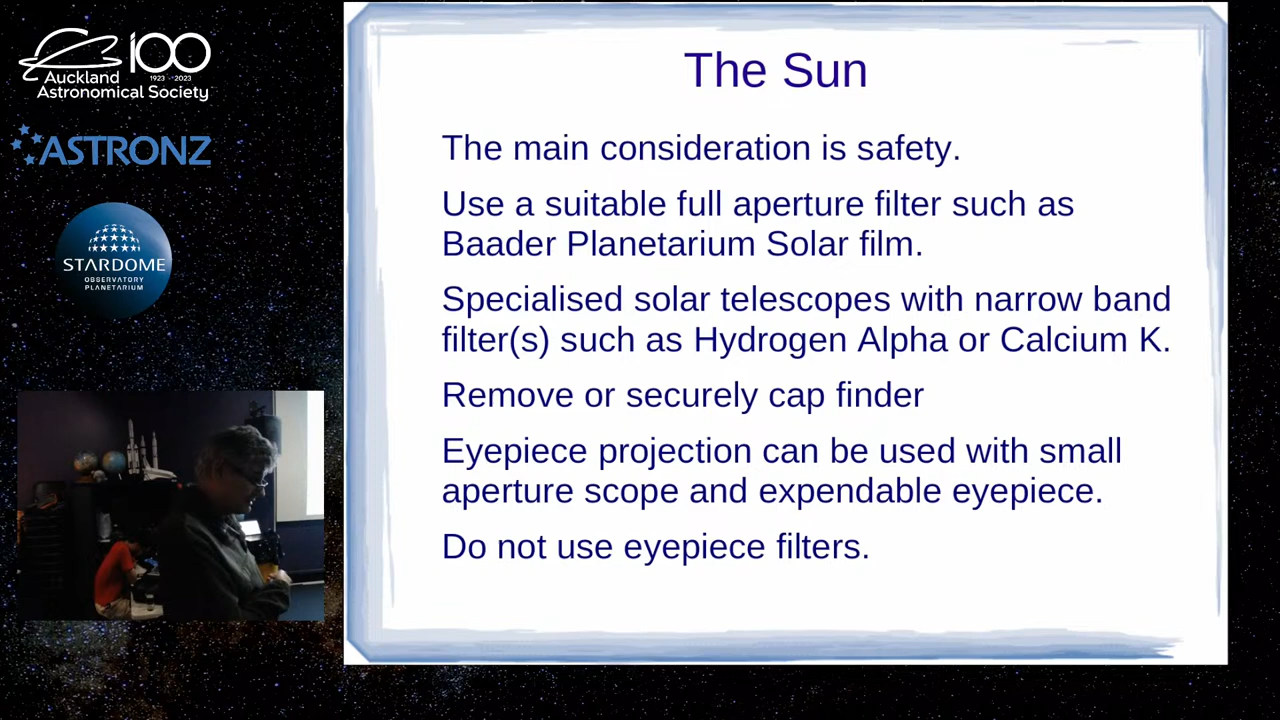 100
1923 - 2023
Auckland
Astronomical Society
ASTRONZ
STARDOME
OBSERVATORY
PLANETARIUM
The Sun
The main consideration is safety.
Use a suitable full aperture filter such as
Baader Planetarium Solar film.
Specialised solar telescopes with narrow band
filter(s) such as Hydrogen Alpha or Calcium K.
Remove or securely cap finder
Eyepiece projection can be used with small
aperture scope and expendable eyepiece.
Do not use eyepiece filters.